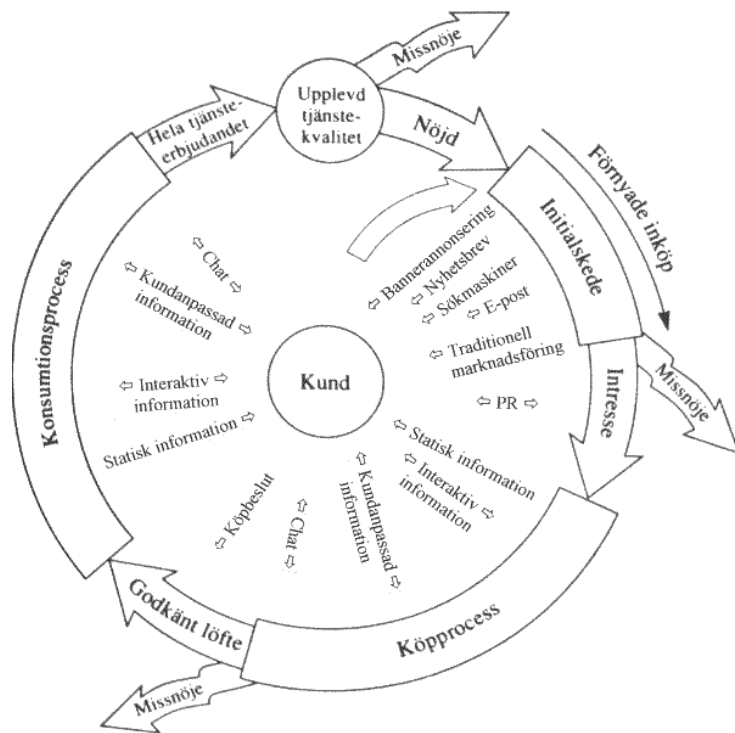 Missnöje
Upplevd
tjänste-
kvalitet
Hela tjänste-
erbjudandet
Nöjd
Förnyade inköp
Initialskede
Bannerannonsering
Nyhetsbrev
Sökmaskiner
E-post
Traditionell
marknadsföring
PR
Intresse
Missnöje
Chat
Kundanpassad
information
Interaktiv
information
Statisk information
Konsumtionsprocess
Kund
Statisk information
Interaktiv
information
Kundanpassad
information
Chat
Köpbeslut
Köpprocess
Godkänt löfte
Missnöje